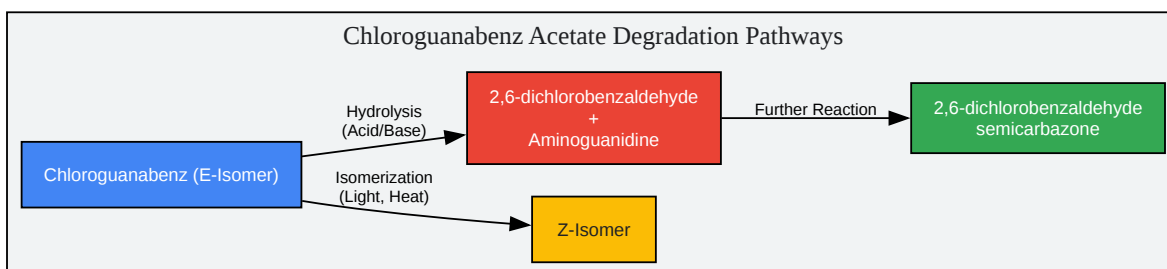 Chloroguanabenz Acetate Degradation Pathways
Chloroguanabenz (E-Isomer)
Hydrolysis
(Acid/Base)
Isomerization
(Light, Heat)
2,6-dichlorobenzaldehyde
+
Aminoguanidine
Z-Isomer
Further Reaction
2,6-dichlorobenzaldehyde
semicarbazone